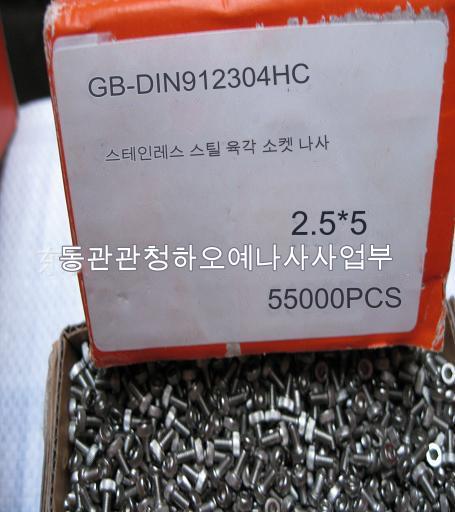 GB-DIN912304HC
스테인레스 스틸 육각 소켓 나사
2.5*5
동관관청하오예나사사업부
55000PCS